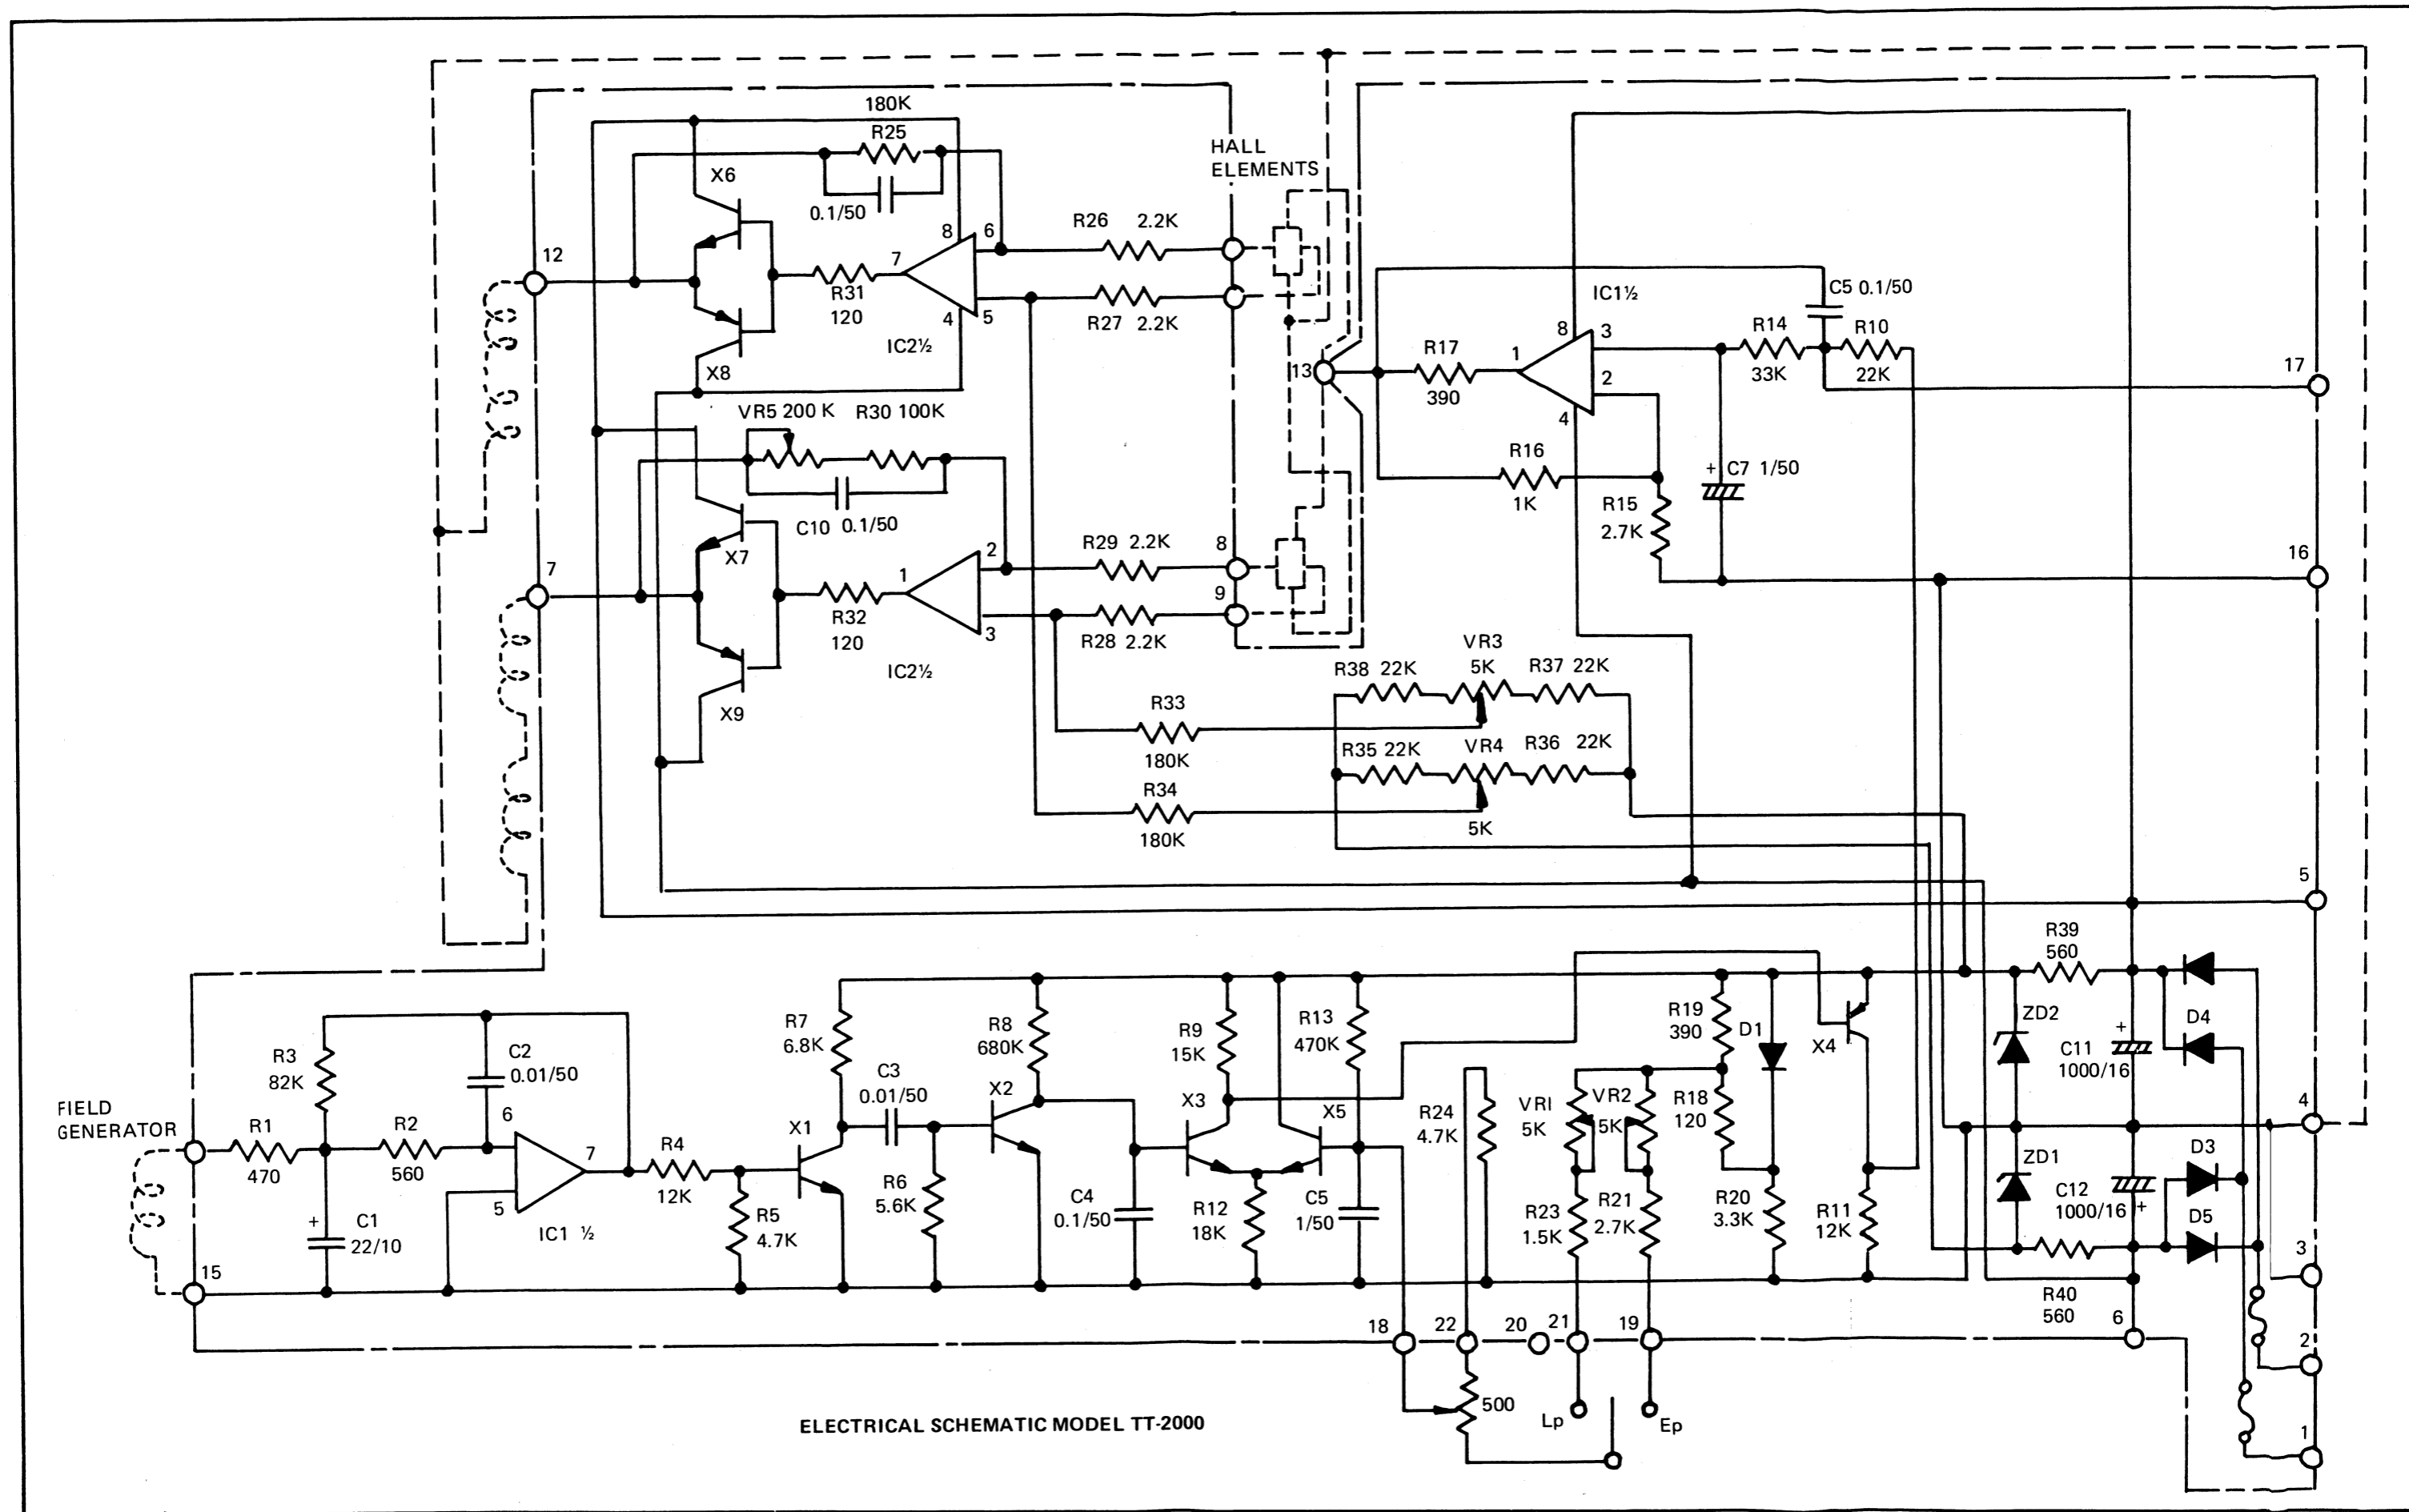 180K
R25
X6
0.1/50
8
6
7
R31
120
4
5
IC2½
X8
12
HALL
ELEMENTS
R26 2.2K
R27 2.2K
13
R17
390
1
IC1½
8
3
2
4
C5 0.1/50
R14
33K
R10
22K
17
R16
1K
+ C7 1/50
R15
2.7K
16
VR5 200 K R30 100K
C10 0.1/50
X7
7
R32
120
1
2
3
IC2½
X9
R29 2.2K
8
9
R28 2.2K
R38 22K
VR3
5K
R37 22K
R33
180K
R35 22K
VR4
R36 22K
5K
R34
180K
5
R39
560
FIELD
GENERATOR
R3
82K
C2
0.01/50
R1
470
R2
560
6
7
5
IC1 ½
+ C1
22/10
15
R4
12K
R5
4.7K
X1
R7
6.8K
C3
0.01/50
R6
5.6K
X2
R8
680K
C4
0.1/50
R9
15K
X3
R12
18K
R13
470K
X5
C5
1/50
R24
4.7K
R19
390
D1
VR1
5K
VR2
5K
R18
120
R23
1.5K
R21
2.7K
R20
3.3K
X4
R11
12K
ZD2
ZD1
+
C11
1000/16
C12
1000/16
+
D4
D3
D5
4
3
R40
560
6
2
1
18
22
20
21
19
500
Lp
Ep
ELECTRICAL SCHEMATIC MODEL TT-2000